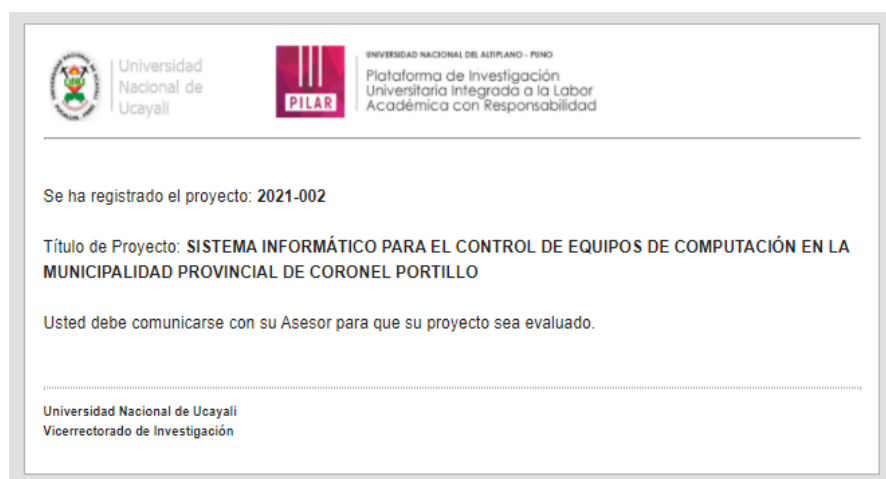 Universidad
Nacional de
Ucayali
PILAR
UNIVERSIDAD NACIONAL DEL ALTIPLANO - PUNO
Plataforma de Investigación
Universitaria Integrada a la Labor
Académica con Responsabilidad
Se ha registrado el proyecto: 2021-002
Título de Proyecto: SISTEMA INFORMÁTICO PARA EL CONTROL DE EQUIPOS DE COMPUTACIÓN EN LA
MUNICIPALIDAD PROVINCIAL DE CORONEL PORTILLO
Usted debe comunicarse con su Asesor para que su proyecto sea evaluado.
Universidad Nacional de Ucayali
Vicerrectorado de Investigación